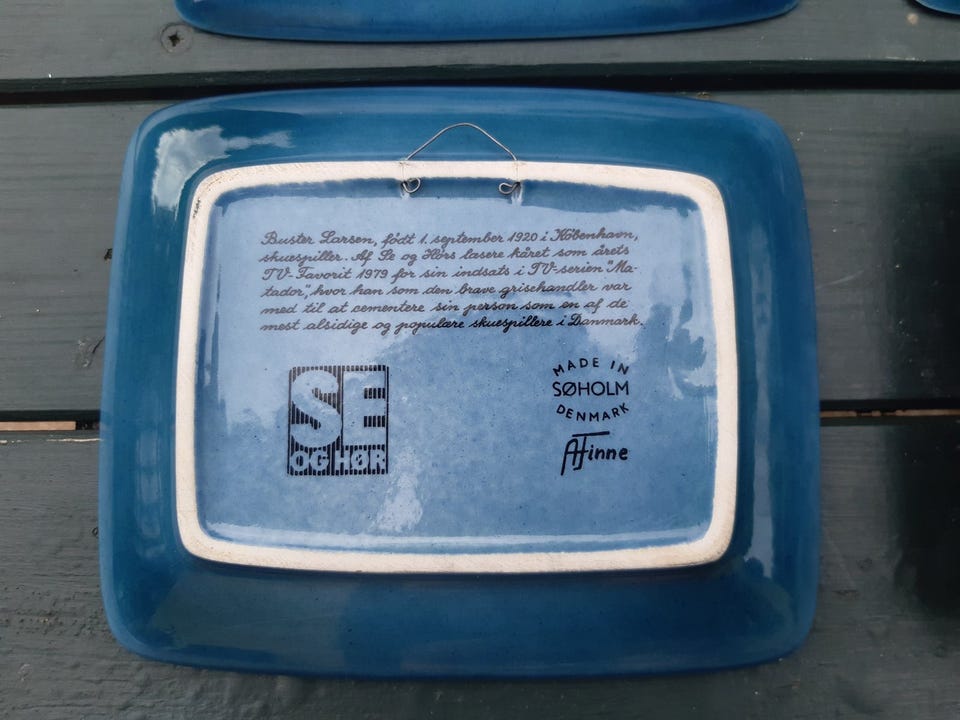 Buster Larsen, født 1. september 1920 i København,
skuespiller. Af Se og Hørs læsere kåret som årets
TV-Favorit 1979 for sin indsats i TV-serien "Ma-
tador", hvor han som den brave grisehandler var
med til at cementere sin person som en af de
mest alsidige og populære skuespillere i Danmark.
SE
OG HØR
MADE IN
SØHOLM
DENMARK
AFinne